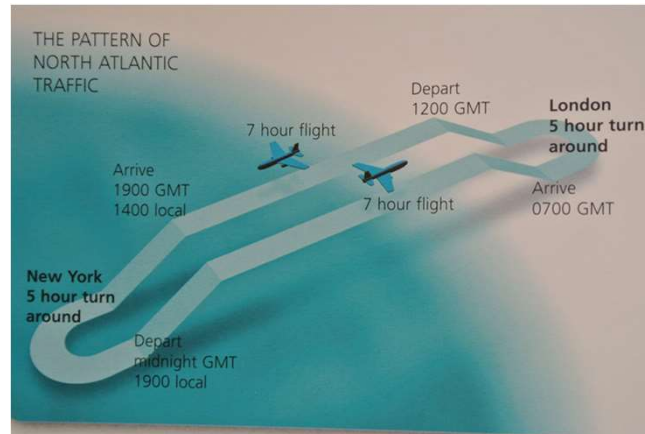 THE PATTERN OF
NORTH ATLANTIC
TRAFFIC
Depart
1200 GMT
London
5 hour turn
around
7 hour flight
Arrive
1900 GMT
1400 local
7 hour flight
Arrive
0700 GMT
New York
5 hour turn
around
Depart
midnight GMT
1900 local